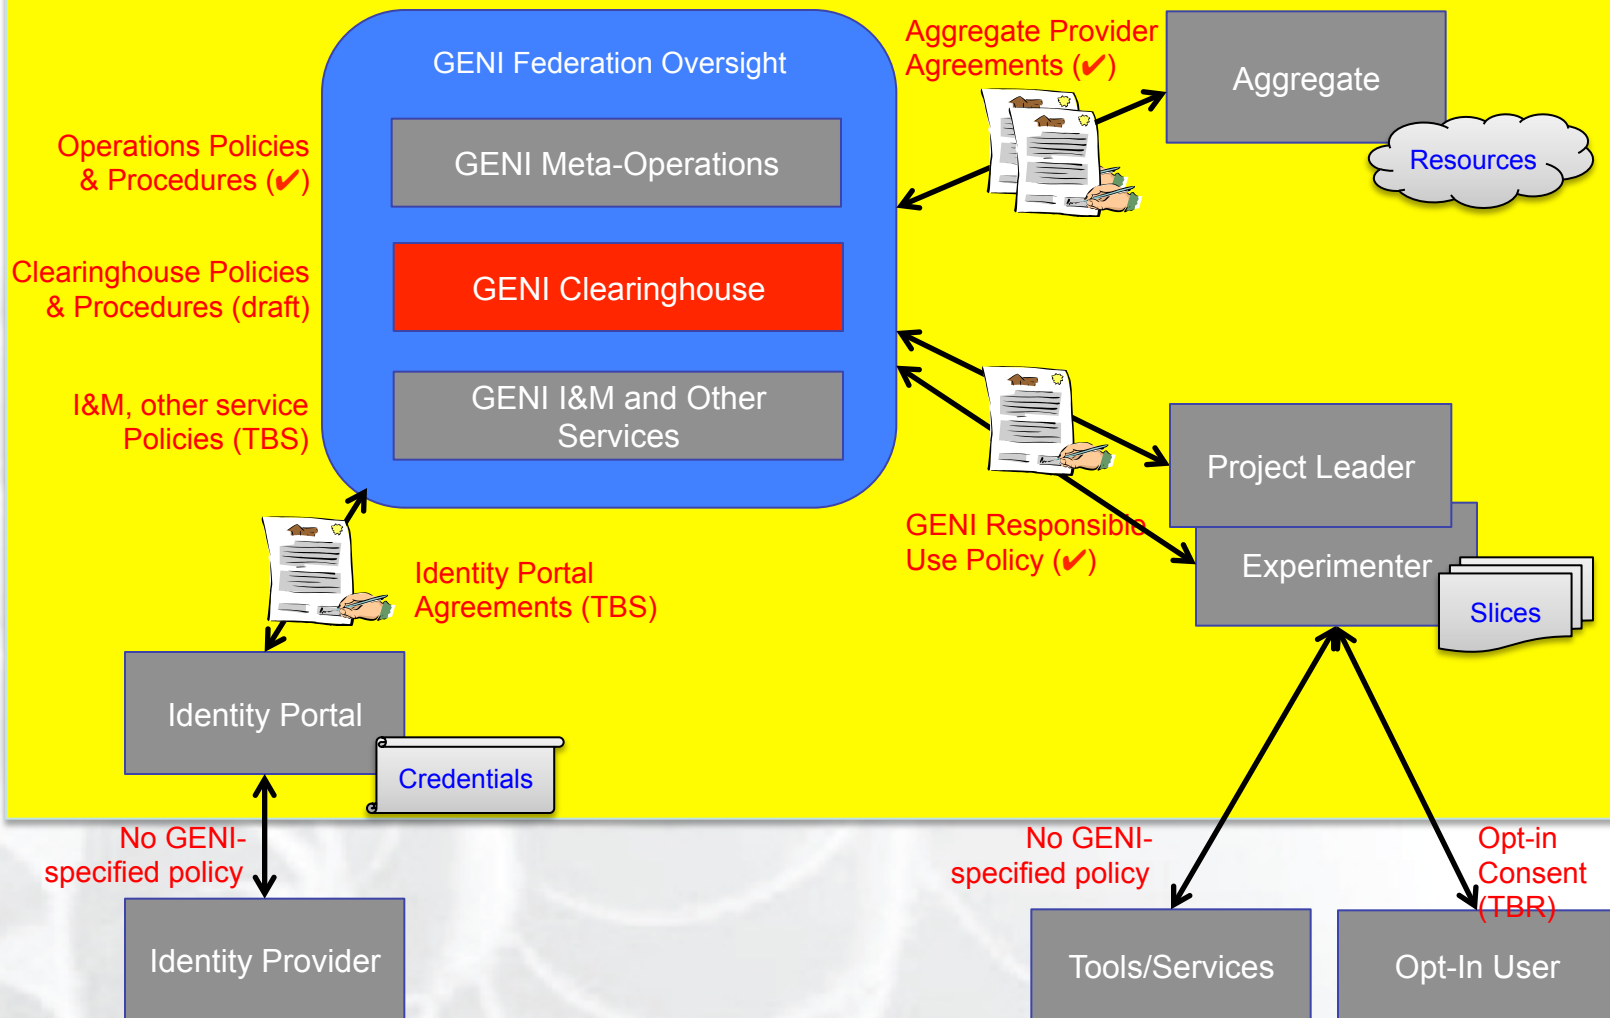 GENI Federation Oversight
Aggregate Provider
Agreements (✔)
Aggregate
Resources
Operations Policies
& Procedures (✔)
GENI Meta-Operations
Clearinghouse Policies
& Procedures (draft)
GENI Clearinghouse
I&M, other service
Policies (TBS)
GENI I&M and Other
Services
Project Leader
GENI Responsible
Use Policy (✔)
Experimenter
Slices
Identity Portal
Agreements (TBS)
Identity Portal
Credentials
No GENI-
specified policy
No GENI-
specified policy
Opt-in
Consent
(TBR)
Identity Provider
Tools/Services
Opt-In User